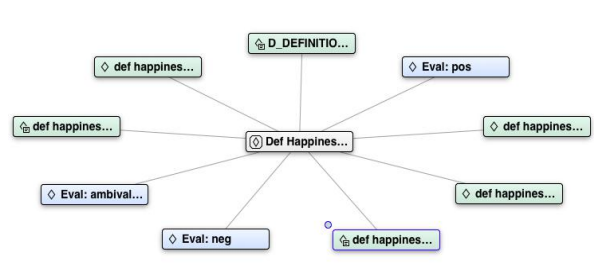 D_DEFINITIO...
def happines...
Eval: pos
def happines...
def happines...
Def Happines...
Eval: ambival...
def happines...
Eval: neg
def happines...